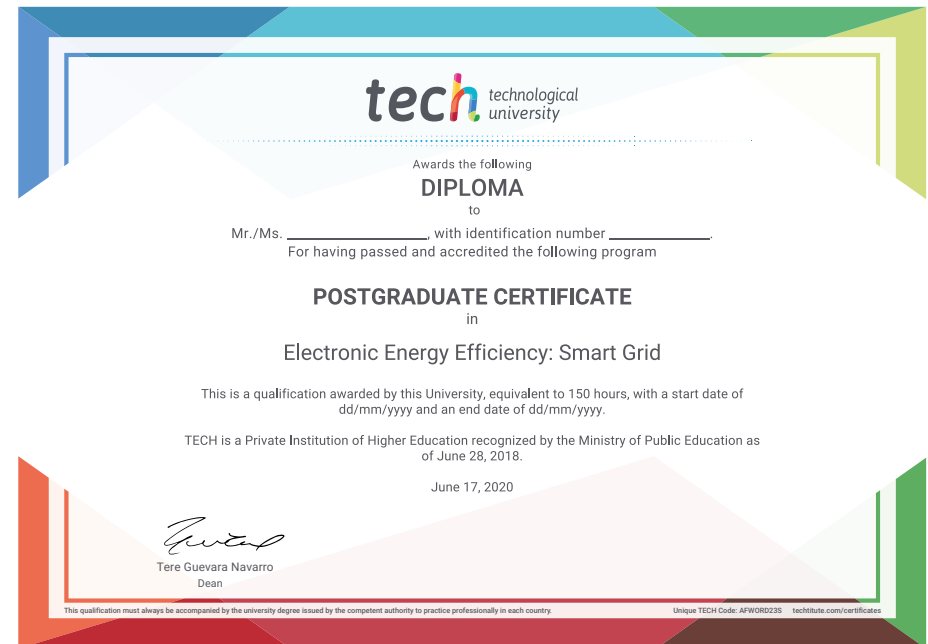 tech technological
university
Awards the following
DIPLOMA
to
Mr./Ms. ____________________, with identification number ______________.
For having passed and accredited the following program
POSTGRADUATE CERTIFICATE
in
Electronic Energy Efficiency: Smart Grid
This is a qualification awarded by this University, equivalent to 150 hours, with a start date of
dd/mm/yyyy and an end date of dd/mm/yyyy.
TECH is a Private Institution of Higher Education recognized by the Ministry of Public Education as
of June 28, 2018.
June 17, 2020
Tere Guevara Navarro
Dean
This qualification must always be accompanied by the university degree issued by the competent authority to practice professionally in each country. Unique TECH Code: AFWORD23S techtitute.com/certificates